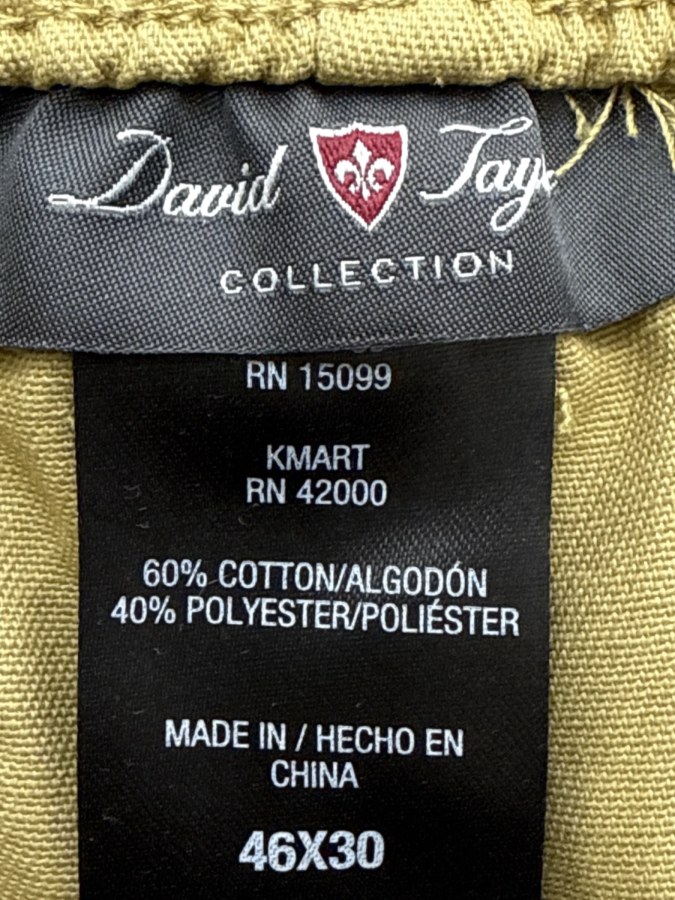 David Tay
COLLECTION
RN 15099
KMART
RN 42000
60% COTTON/ALGODÓN
40% POLYESTER/POLIÉSTER
MADE IN / HECHO EN
CHINA
46X30